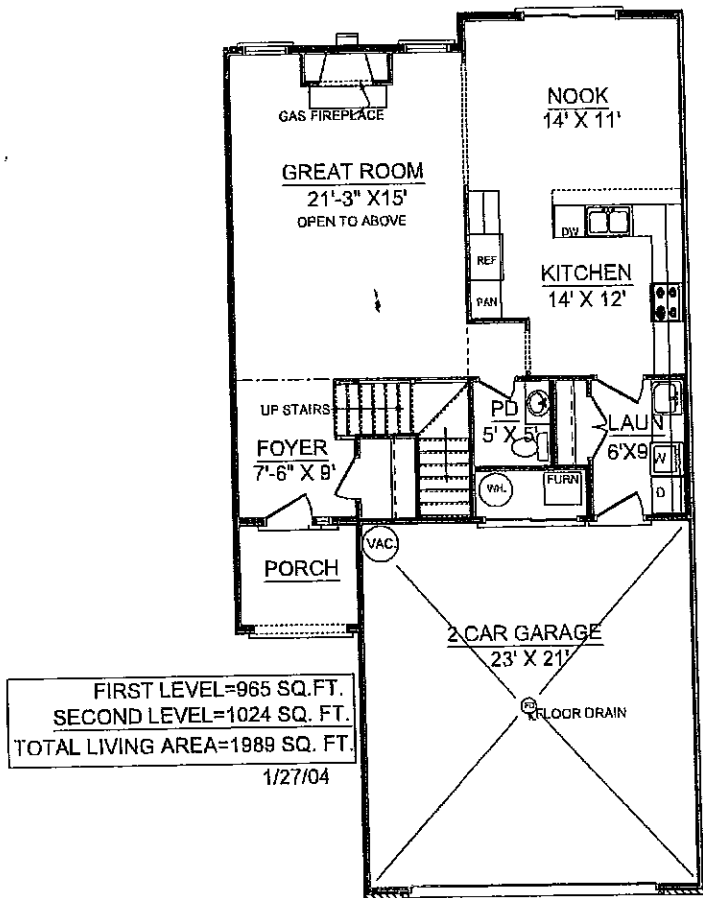 NOOK
14' X 11'
GAS FIREPLACE
GREAT ROOM
21'-3" X15'
OPEN TO ABOVE
DW
REF
KITCHEN
14' X 12'
PAN
UP STAIRS
PD
5' X 5'
LAUN
6'X9'
FOYER
7'-6" X 9'
W
WH.
FURN
D
VAC.
PORCH
2 CAR GARAGE
23' X 21'
FD
FLOOR DRAIN
FIRST LEVEL=965 SQ.FT.
SECOND LEVEL=1024 SQ. FT.
TOTAL LIVING AREA=1989 SQ. FT.
1/27/04